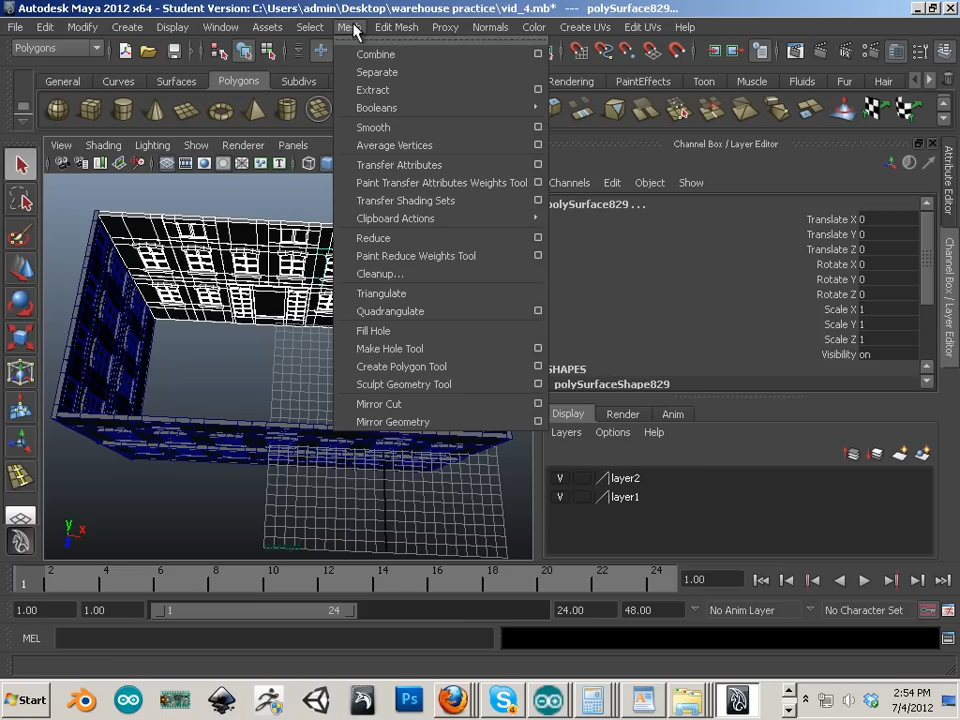 Autodesk Maya 2012 x64 - Student Version: C:\Users\admin\Desktop\warehouse practice\vid_4.mb* --- polySurface829...
File Edit Modify Create Display Window Assets Select Mesh Edit Mesh Proxy Normals Color Create UVs Edit UVs Help
Polygons
General Curves Surfaces Polygons Subdivs
Rendering PaintEffects Toon Muscle Fluids Fur Hair
View Shading Lighting Show Renderer Panels
Combine
Separate
Extract
Booleans
Smooth
Average Vertices
Transfer Attributes
Paint Transfer Attributes Weights Tool
Transfer Shading Sets
Clipboard Actions
Reduce
Paint Reduce Weights Tool
Cleanup...
Triangulate
Quadrangulate
Fill Hole
Make Hole Tool
Create Polygon Tool
Sculpt Geometry Tool
Mirror Cut
Mirror Geometry
Channel Box / Layer Editor
Channels Edit Object Show
polySurface829...
Translate X 0
Translate Y 0
Translate Z 0
Rotate X 0
Rotate Y 0
Rotate Z 0
Scale X 1
Scale Y 1
Scale Z 1
Visibility on
SHAPES
polySurfaceShape829
Display Render Anim
Layers Options Help
V layer2
V layer1
Attribute Editor
Channel Box / Layer Editor
y
x
z
1 2 4 6 8 10 12 14 16 18 20 22 24 1.00
1.00 1.00 1 24 24.00 48.00 No Anim Layer No Character Set
MEL
Start Ps 2:54 PM
7/4/2012